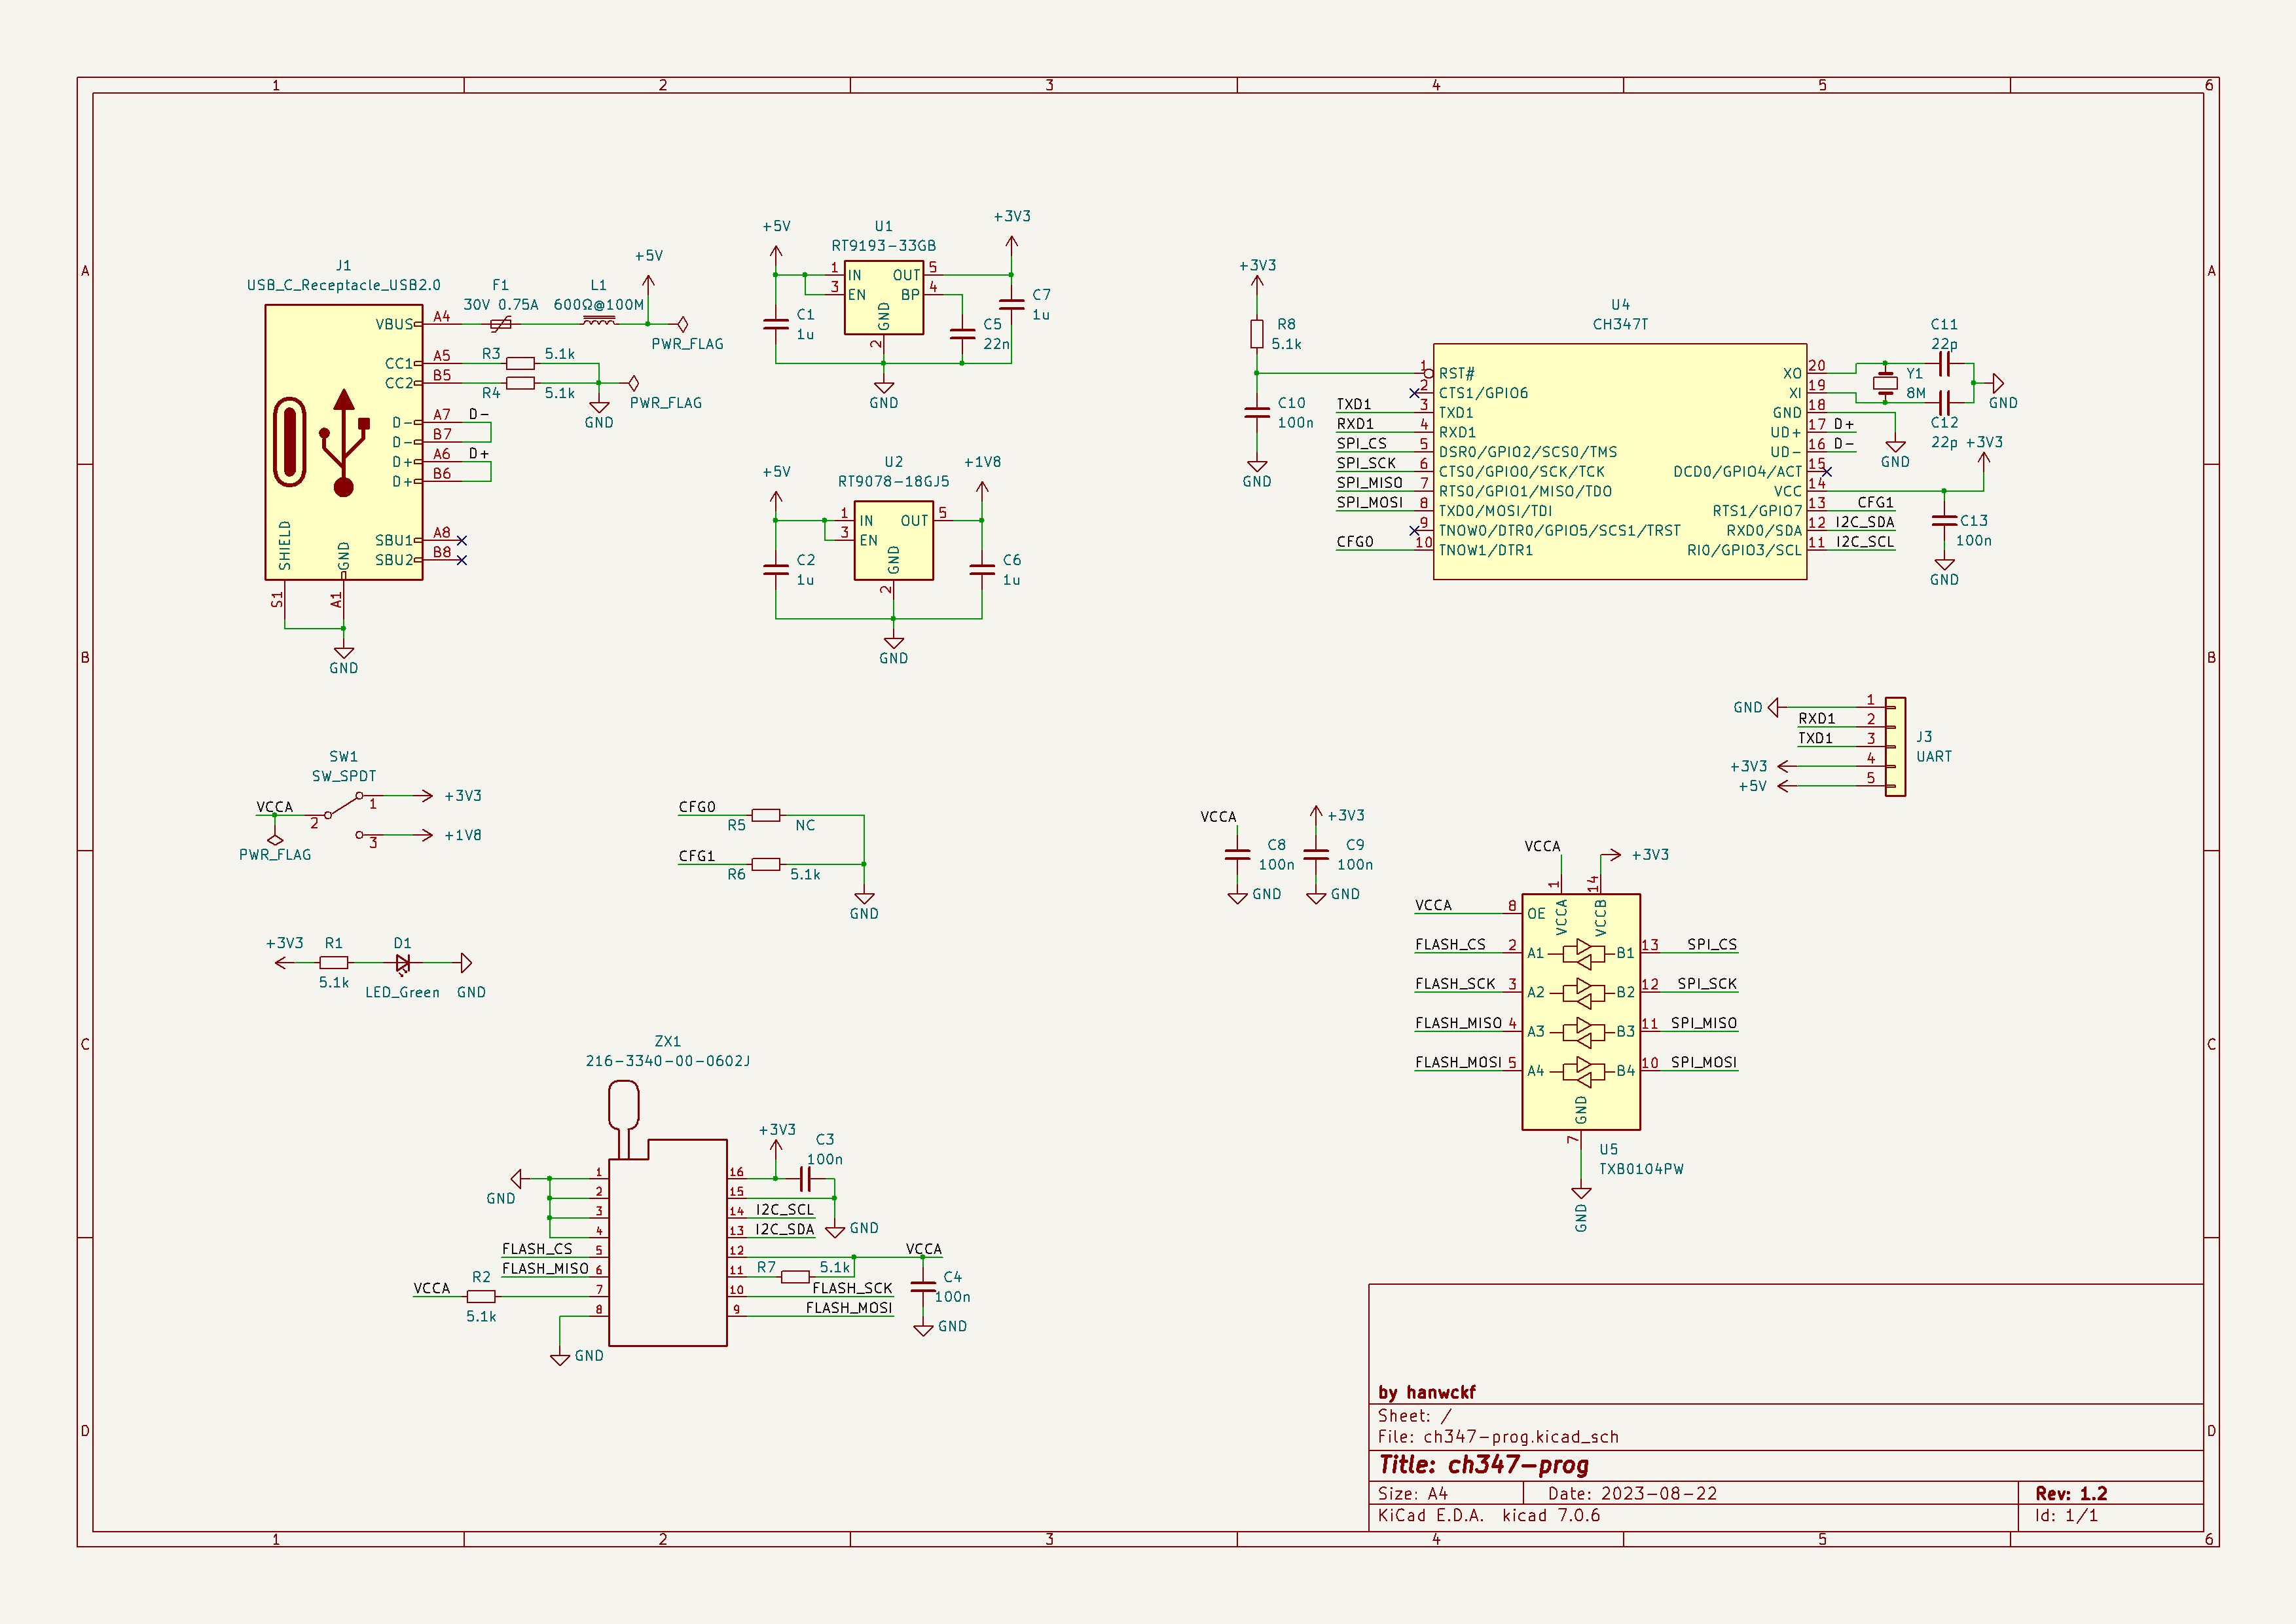 1 2 3 4 5 6
A
B
C
D
A
B
C
D
1 2 3 4 5 6
J1
USB_C_Receptacle_USB2.0
VBUS A4
CC1 A5
CC2 B5
D- A7 D-
D- B7
D+ A6 D+
D+ B6
SBU1 A8
SBU2 B8
SHIELD
GND
S1
A1
GND
F1
30V 0.75A
L1
600Ω@100M
+5V
PWR_FLAG
R3 5.1k
R4 5.1k
PWR_FLAG
GND
+5V
U1
RT9193-33GB
+3V3
1 IN OUT 5
3 EN BP 4
GND
2
C1
1u
C5
22n
C7
1u
GND
+5V
U2
RT9078-18GJ5
+1V8
1 IN OUT 5
3 EN
GND
2
C2
1u
C6
1u
GND
+3V3
R8
5.1k
C10
100n
GND
U4
CH347T
1 RST#
2 CTS1/GPIO6
TXD1 3 TXD1
RXD1 4 RXD1
SPI_CS 5 DSR0/GPIO2/SCS0/TMS
SPI_SCK 6 CTS0/GPIO0/SCK/TCK
SPI_MISO 7 RTS0/GPIO1/MISO/TDO
SPI_MOSI 8 TXD0/MOSI/TDI
9 TNOW0/DTR0/GPIO5/SCS1/TRST
CFG0 10 TNOW1/DTR1
XO 20
XI 19
GND 18
UD+ 17 D+
UD- 16 D-
DCD0/GPIO4/ACT 15
VCC 14
RTS1/GPIO7 13 CFG1
RXD0/SDA 12 I2C_SDA
RI0/GPIO3/SCL 11 I2C_SCL
C11
22p
Y1
8M
GND
C12
22p
+3V3
GND
C13
100n
GND
GND 1
RXD1 2
TXD1 3
+3V3 4
+5V 5
J3
UART
SW1
SW_SPDT
VCCA
2
1 +3V3
3 +1V8
PWR_FLAG
CFG0
R5 NC
CFG1
R6 5.1k
GND
VCCA
C8
100n
GND
+3V3
C9
100n
GND
VCCA
+3V3
1
14
VCCA 8 OE
VCCA
VCCB
FLASH_CS 2 A1 B1 13 SPI_CS
FLASH_SCK 3 A2 B2 12 SPI_SCK
FLASH_MISO 4 A3 B3 11 SPI_MISO
FLASH_MOSI 5 A4 B4 10 SPI_MOSI
GND
7
U5
TXB0104PW
GND
+3V3 R1 D1
5.1k LED_Green GND
ZX1
216-3340-00-0602J
+3V3
C3
100n
GND
1 16
2 15
3 14 I2C_SCL
4 13 I2C_SDA
GND
FLASH_CS 5 12 VCCA
FLASH_MISO 6 11 R7 5.1k
VCCA R2 7 10 FLASH_SCK
5.1k
8 9 FLASH_MOSI
C4
100n
GND
GND
by hanwckf
Sheet: /
File: ch347-prog.kicad_sch
Title: ch347-prog
Size: A4 Date: 2023-08-22 Rev: 1.2
KiCad E.D.A. kicad 7.0.6 Id: 1/1